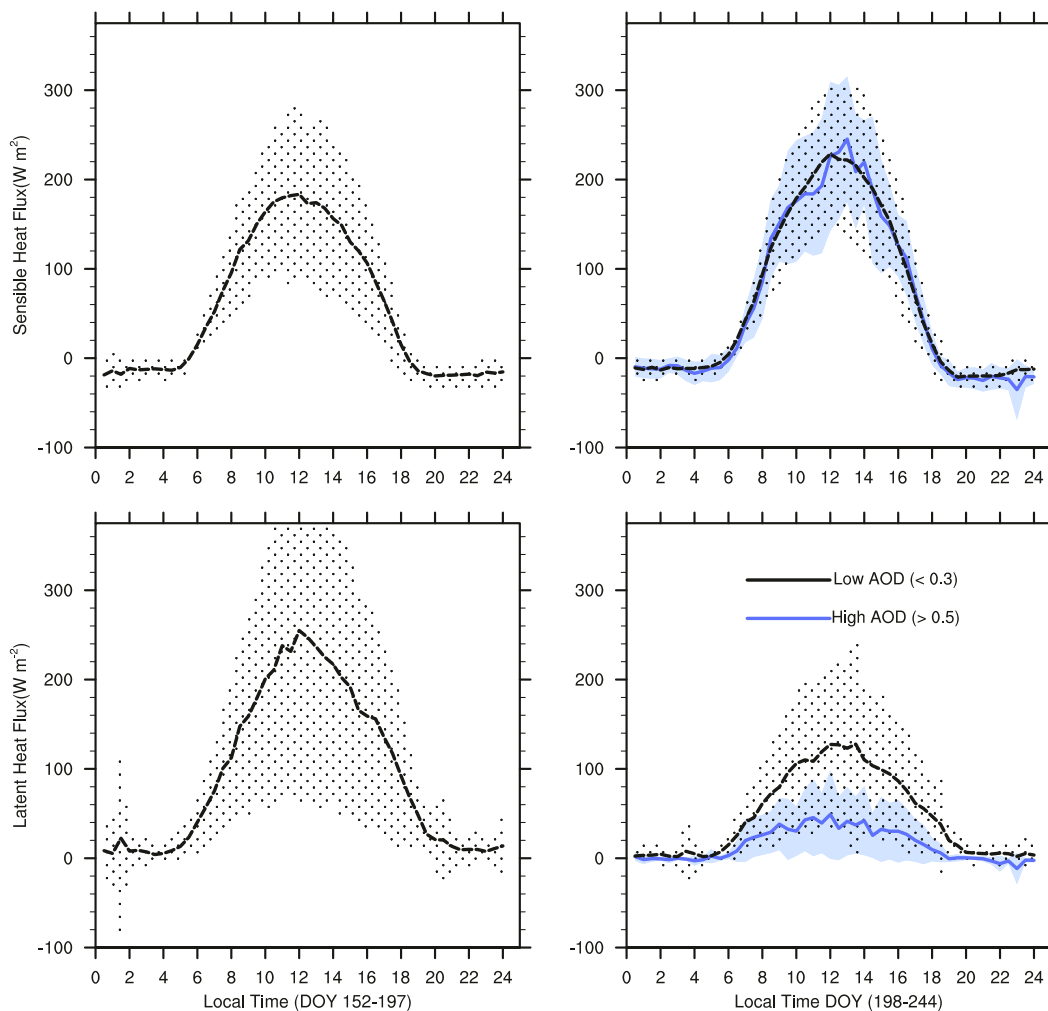 Sensible Heat Flux(W m²)
300
200
100
0
-100
0 2 4 6 8 10 12 14 16 18 20 22 24
300
200
100
0
-100
0 2 4 6 8 10 12 14 16 18 20 22 24
Latent Heat Flux(W m⁻²)
300
200
100
0
-100
0 2 4 6 8 10 12 14 16 18 20 22 24
Local Time (DOY 152-197)
300
200
100
0
-100
Low AOD (< 0.3)
High AOD (> 0.5)
0 2 4 6 8 10 12 14 16 18 20 22 24
Local Time DOY (198-244)